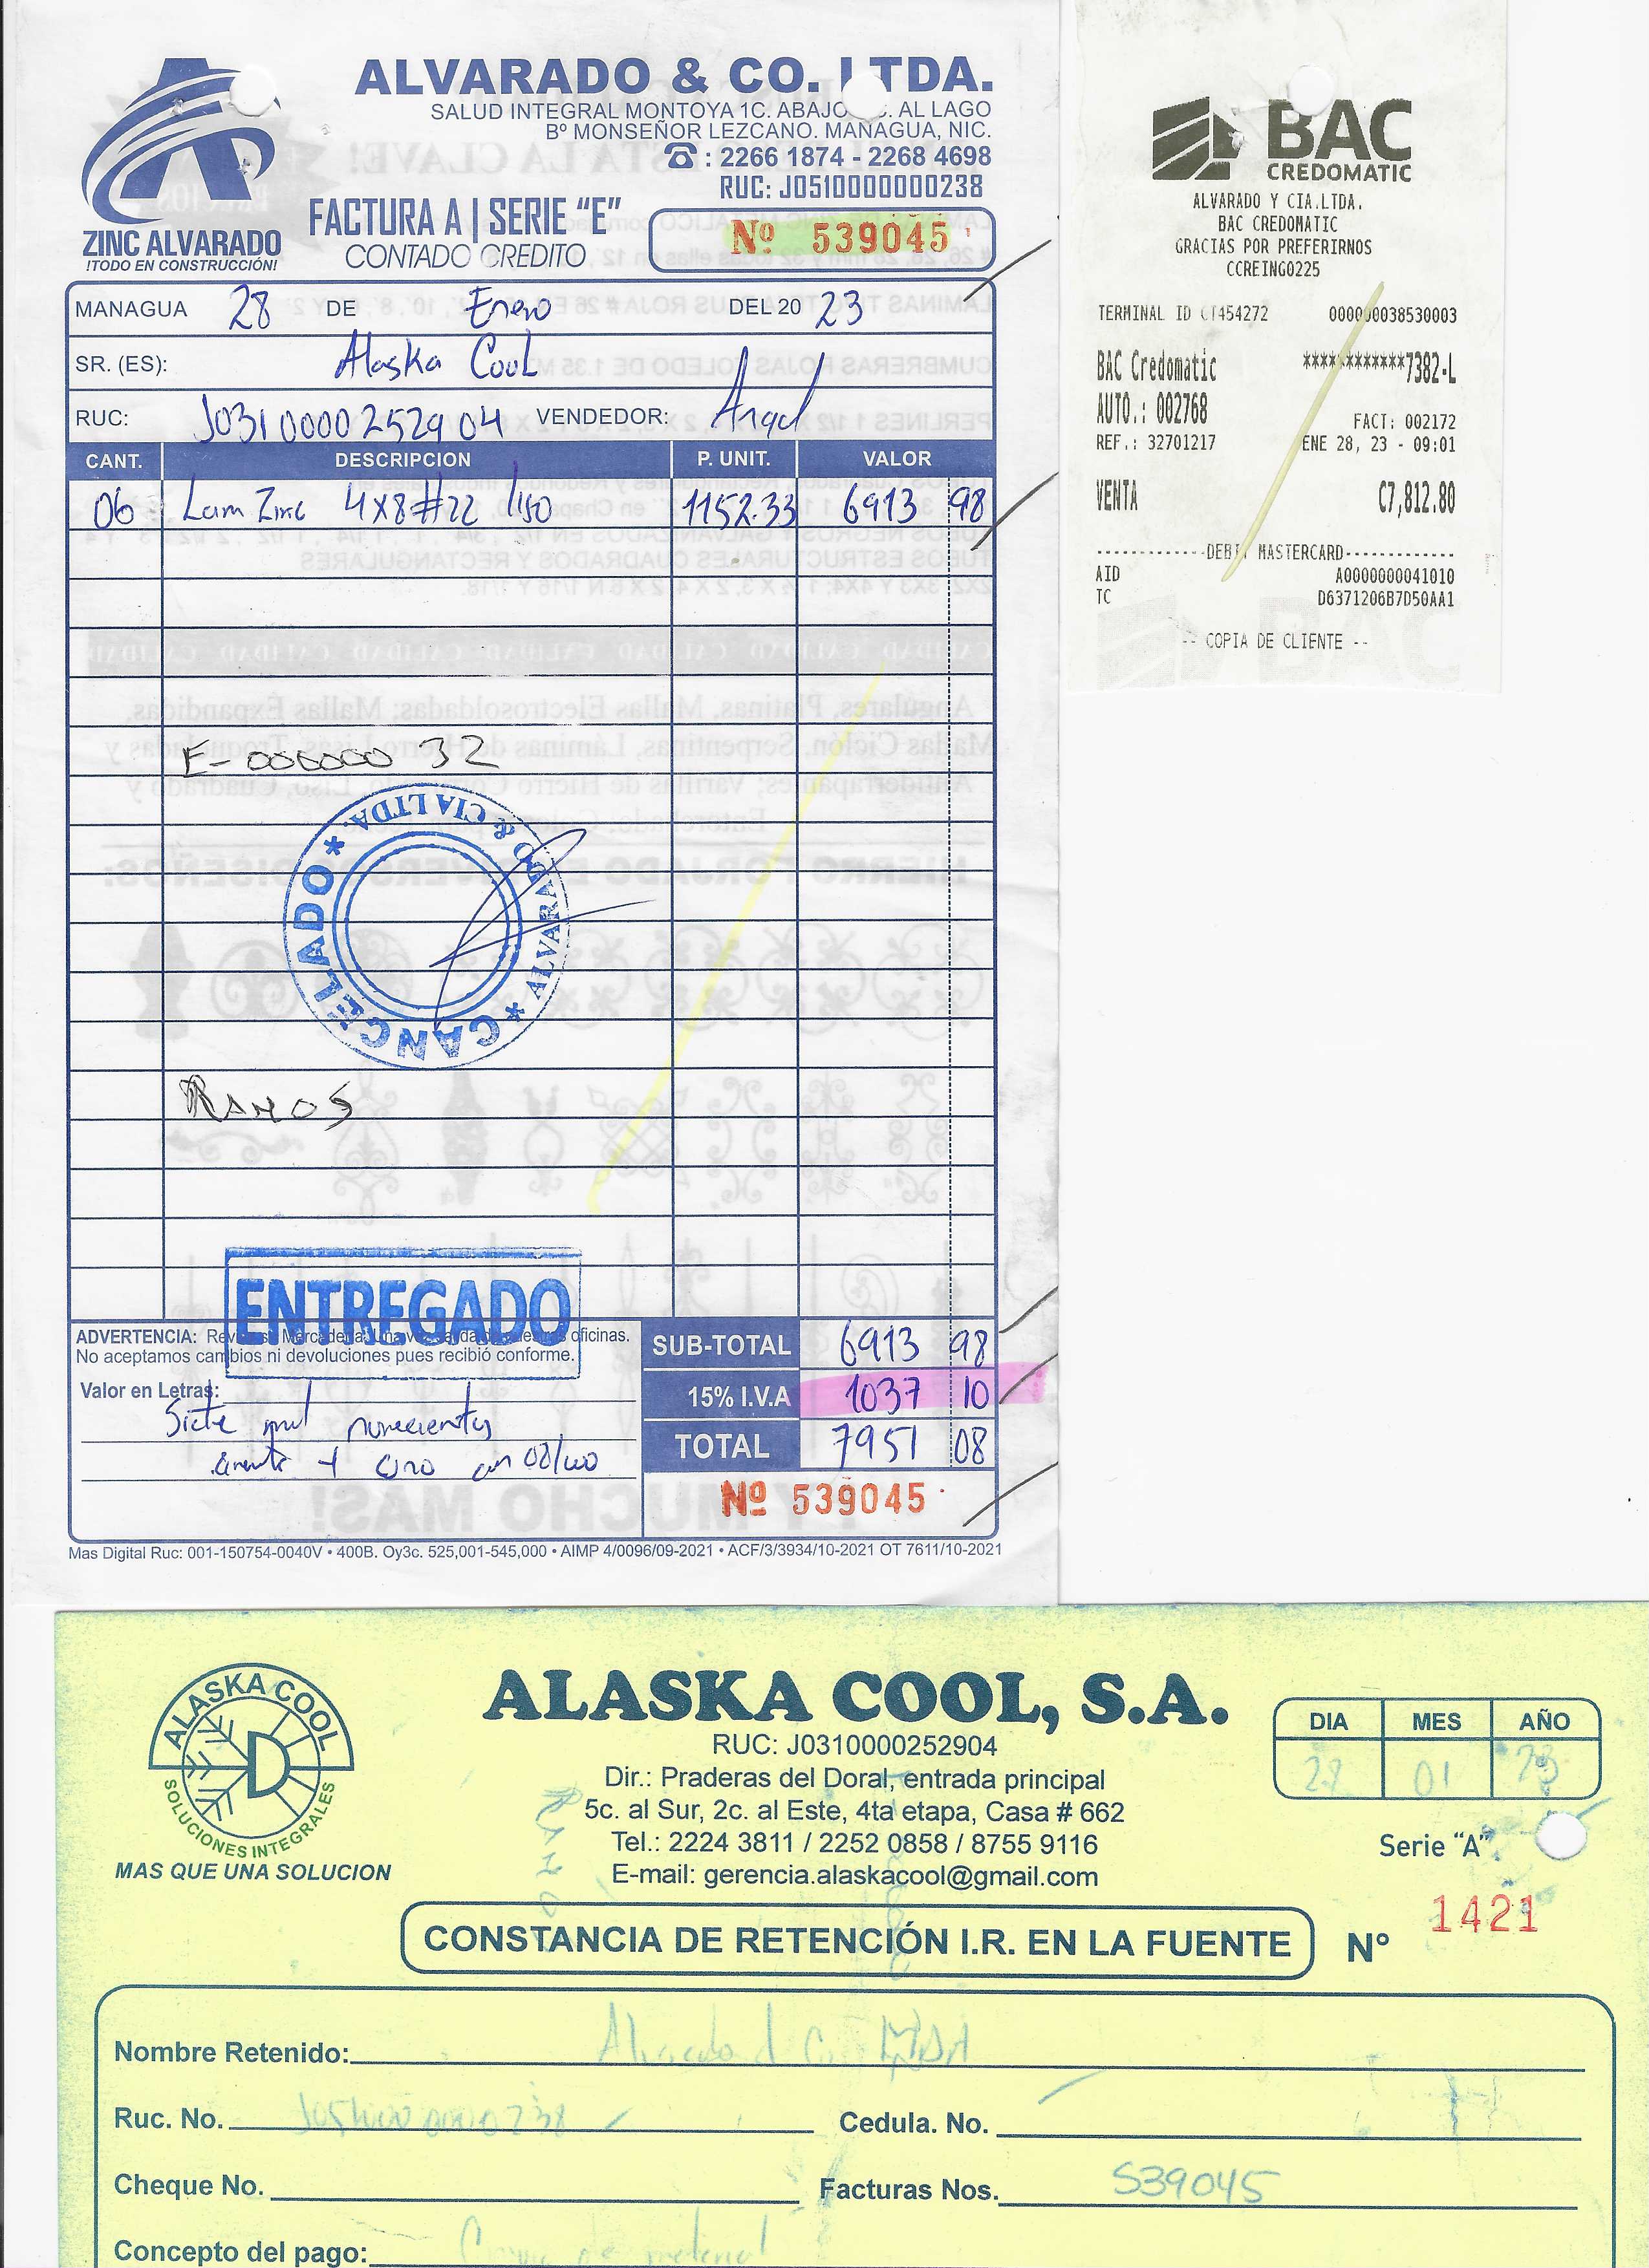 ALVARADO & CO. LTDA.
SALUD INTEGRAL MONTOYA 1C. ABAJO C. AL LAGO
Bº MONSEÑOR LEZCANO. MANAGUA, NIC.
☎: 2266 1874 - 2268 4698
RUC: J0510000000238
ZINC ALVARADO
¡TODO EN CONSTRUCCIÓN!
FACTURA A | SERIE "E"
CONTADO CREDITO
Nº 539045
MANAGUA 28 DE Enero DEL 20 23
SR. (ES): Alaska Cool
RUC: J0310000252904 VENDEDOR: Angel
CANT. DESCRIPCION P. UNIT. VALOR
06 Lam Zinc 4x8 #22 liso 1152.33 6913 98
E-000000 32
CANCELADO * ALVARADO & CIA LTDA. *
RAMOS
ENTREGADO
ADVERTENCIA: oficinas.
No aceptamos cambios ni devoluciones pues recibió conforme.
Valor en Letras:
Siete mil novecientos
cincuenta y uno con 08/100
SUB-TOTAL 6913 98
15% I.V.A 1037 10
TOTAL 7951 08
Nº 539045
Mas Digital Ruc: 001-150754-0040V • 400B. Oy3c. 525,001-545,000 • AIMP 4/0096/09-2021 • ACF/3/3934/10-2021 OT 7611/10-2021
BAC
CREDOMATIC
ALVARADO Y CIA.LTDA.
BAC CREDOMATIC
GRACIAS POR PREFERIRNOS
CCREING0225
TERMINAL ID CT454272 000000038530003
BAC Credomatic ************7382-L
AUTO.: 002768 FACT: 002172
REF.: 32701217 ENE 28, 23 - 09:01
VENTA C7,812.80
------------DEBIT MASTERCARD-------------
AID A0000000041010
TC D6371206B7D50AA1
-- COPIA DE CLIENTE --
ALASKA COOL
SOLUCIONES INTEGRALES
MAS QUE UNA SOLUCION
ALASKA COOL, S.A.
RUC: J0310000252904
Dir.: Praderas del Doral, entrada principal
5c. al Sur, 2c. al Este, 4ta etapa, Casa # 662
Tel.: 2224 3811 / 2252 0858 / 8755 9116
E-mail: gerencia.alaskacool@gmail.com
DIA MES AÑO
28 01 23
Serie "A"
CONSTANCIA DE RETENCIÓN I.R. EN LA FUENTE Nº 1421
Nombre Retenido: Alvarado & Co. LTDA
Ruc. No. J0510000000238 Cedula. No.
Cheque No. Facturas Nos. 539045
Concepto del pago: Compra de material